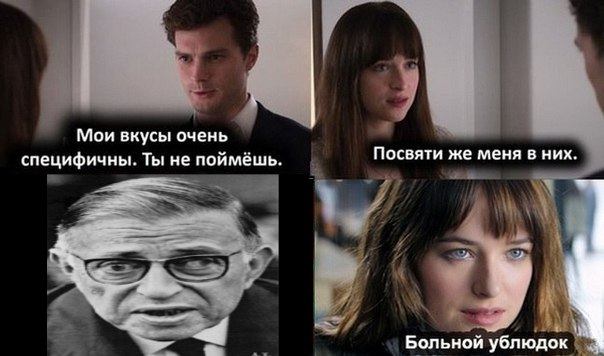 Мои вкусы очень
специфичны. Ты не поймёшь.
Посвяти же меня в них.
Больной ублюдок